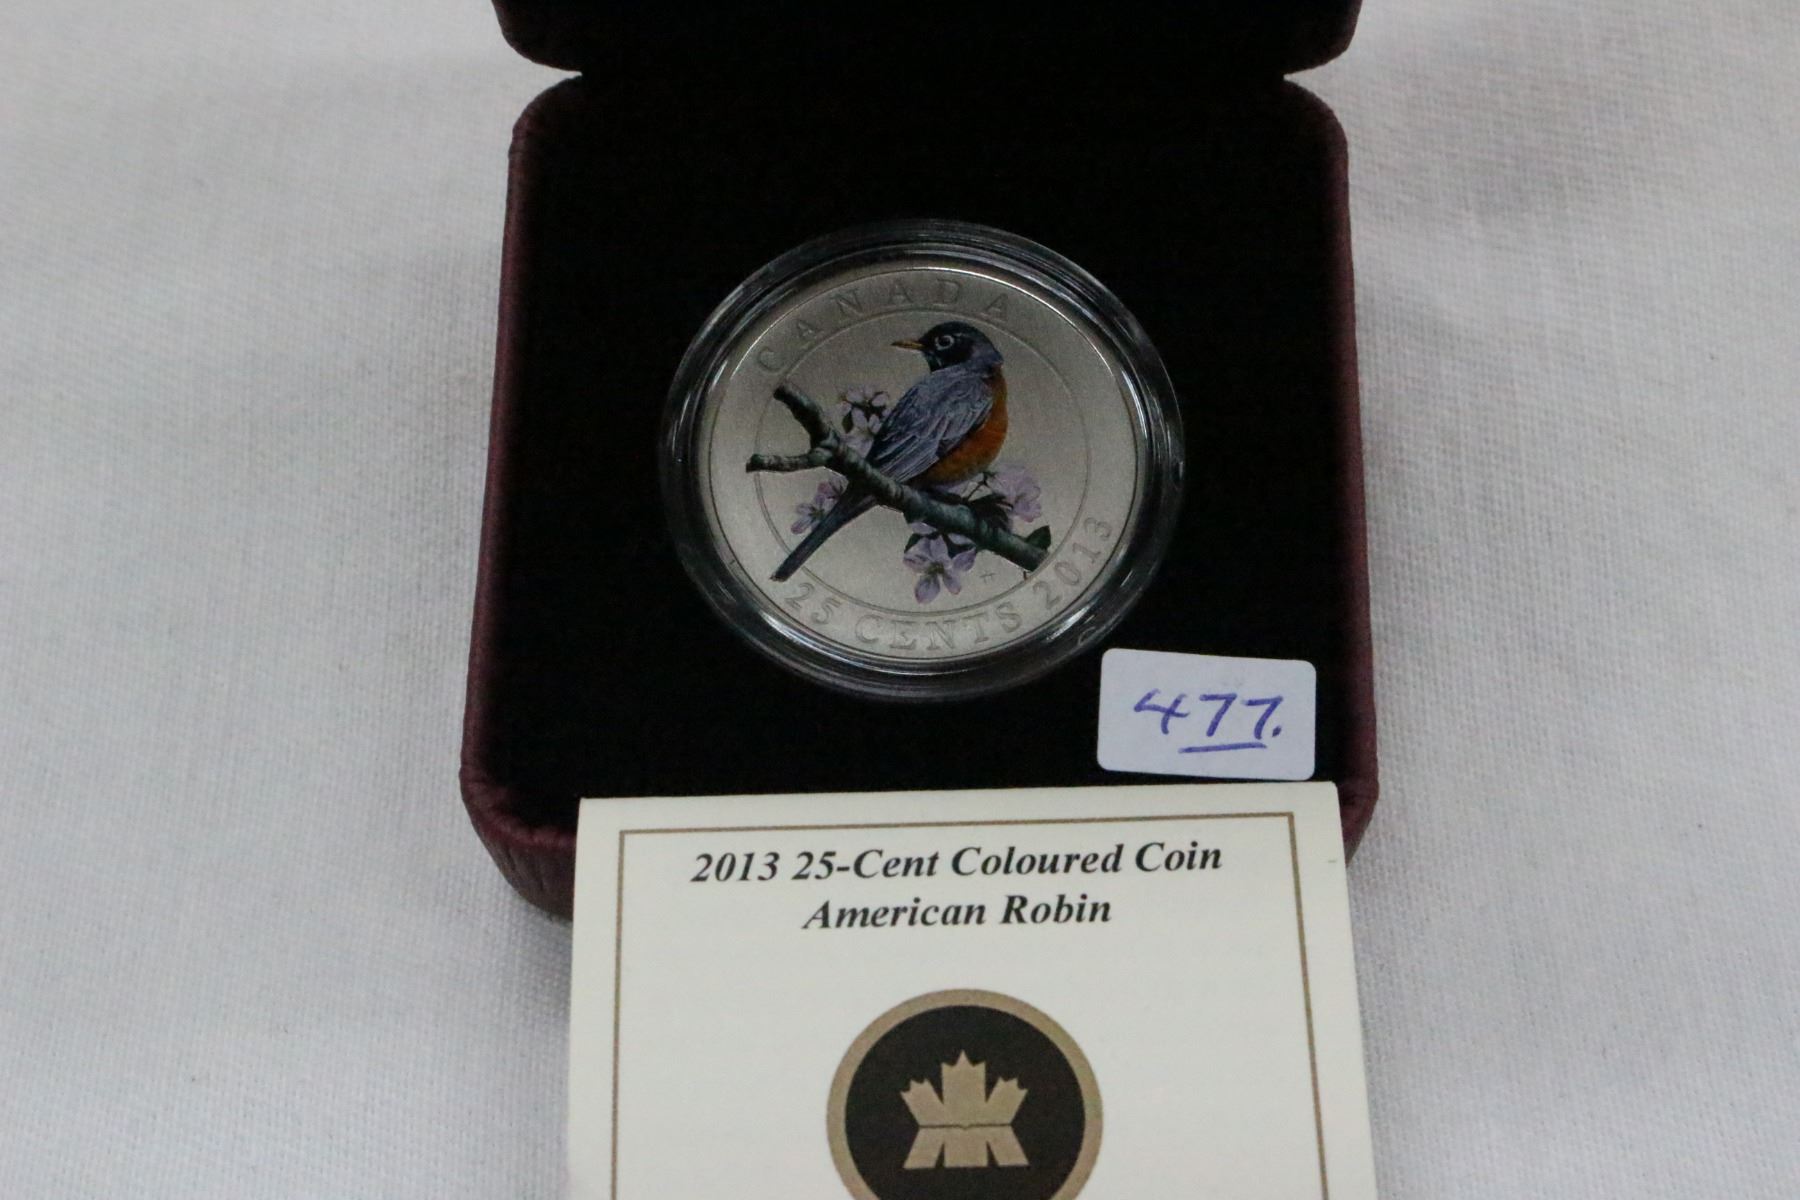 CANADA
25 CENTS 2013
477.
2013 25-Cent Coloured Coin
American Robin